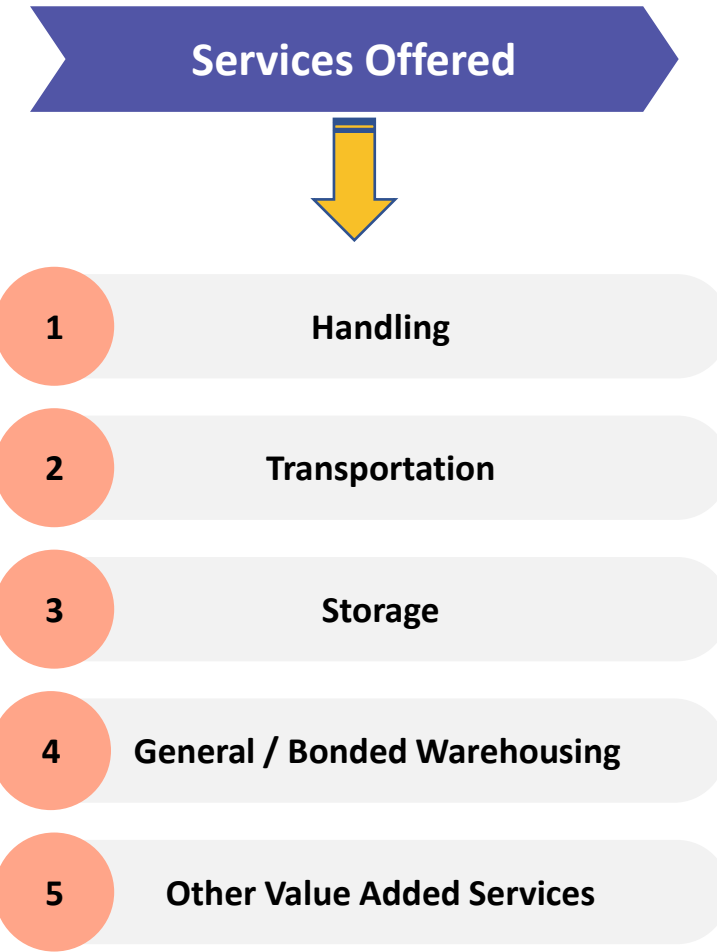 Services Offered
1 Handling
2 Transportation
3 Storage
4 General / Bonded Warehousing
5 Other Value Added Services